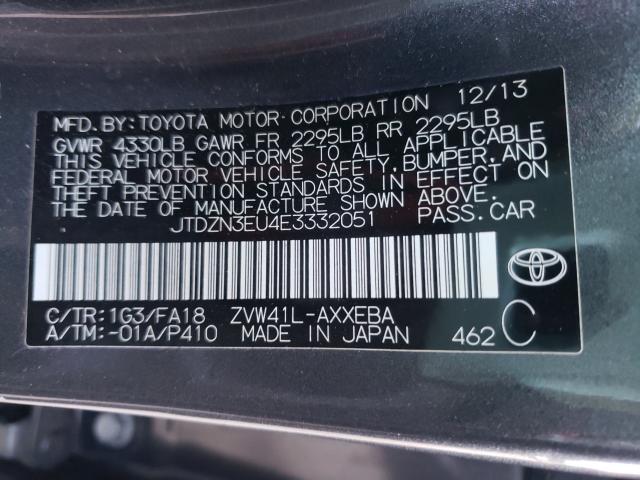 MFD.BY:TOYOTA MOTOR CORPORATION 12/13
GVWR 4330LB GAWR FR 2295LB RR 2295LB
THIS VEHICLE CONFORMS TO ALL APPLICABLE
FEDERAL MOTOR VEHICLE SAFETY,BUMPER,AND
THEFT PREVENTION STANDARDS IN EFFECT ON
THE DATE OF MANUFACTURE SHOWN ABOVE.
JTDZN3EU4E3332051 PASS.CAR
C/TR:1G3/FA18 ZVW41L-AXXEBA
A/TM:-01A/P410 MADE IN JAPAN 462 C